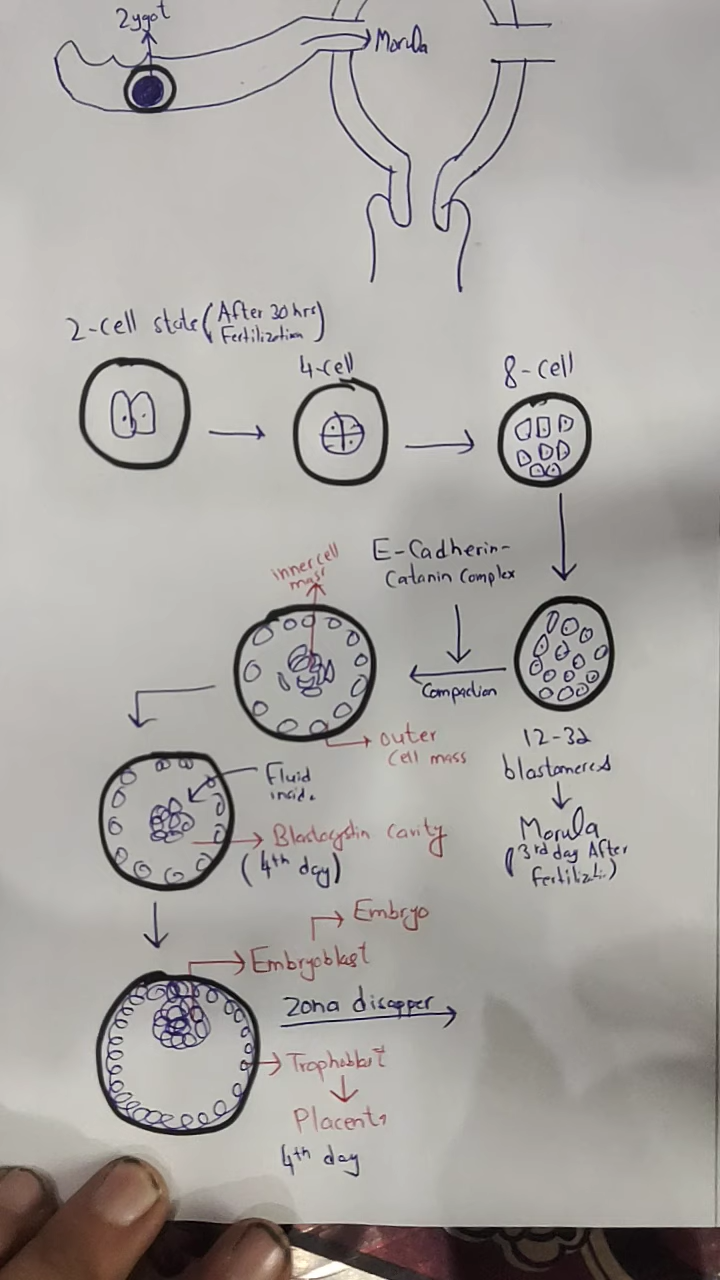 2ygot
Morula
2-cell state (After 30 hrs
Fertilization)
4-cell
8-cell
E-Cadherin-
Catanin Complex
inner cell
mass
Compaction
outer
Cell mass
12-32
blastomeres
Morula
(3rd day After
Fertiliz..)
Fluid
inside
Blastocystin cavity
(4th day)
Embryo
Embryoblast
Zona disapper
Trophoblast
Placenta
4th day